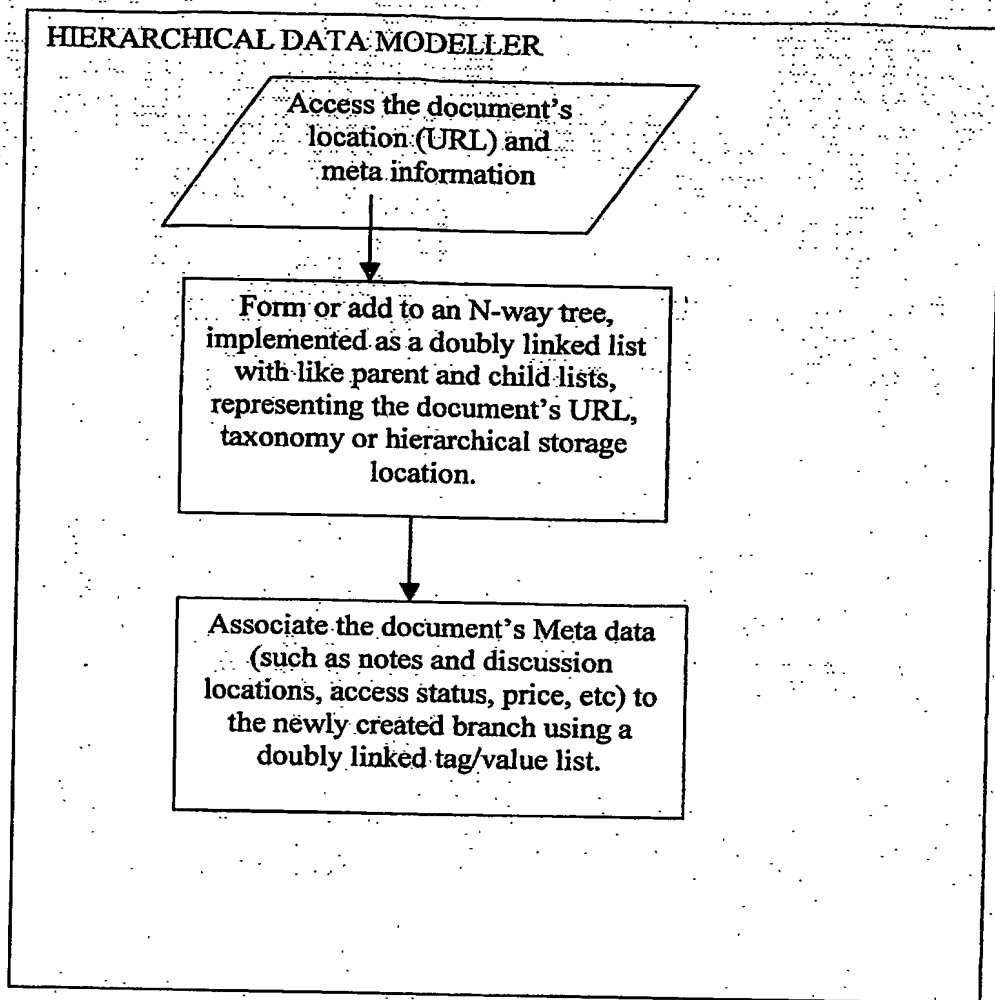 HIERARCHICAL DATA MODELLER
Access the document's
location (URL) and
meta information
Form or add to an N-way tree,
implemented as a doubly linked list
with like parent and child lists,
representing the document's URL,
taxonomy or hierarchical storage
location.
Associate the document's Meta data
(such as notes and discussion
locations, access status, price, etc) to
the newly created branch using a
doubly linked tag/value list.